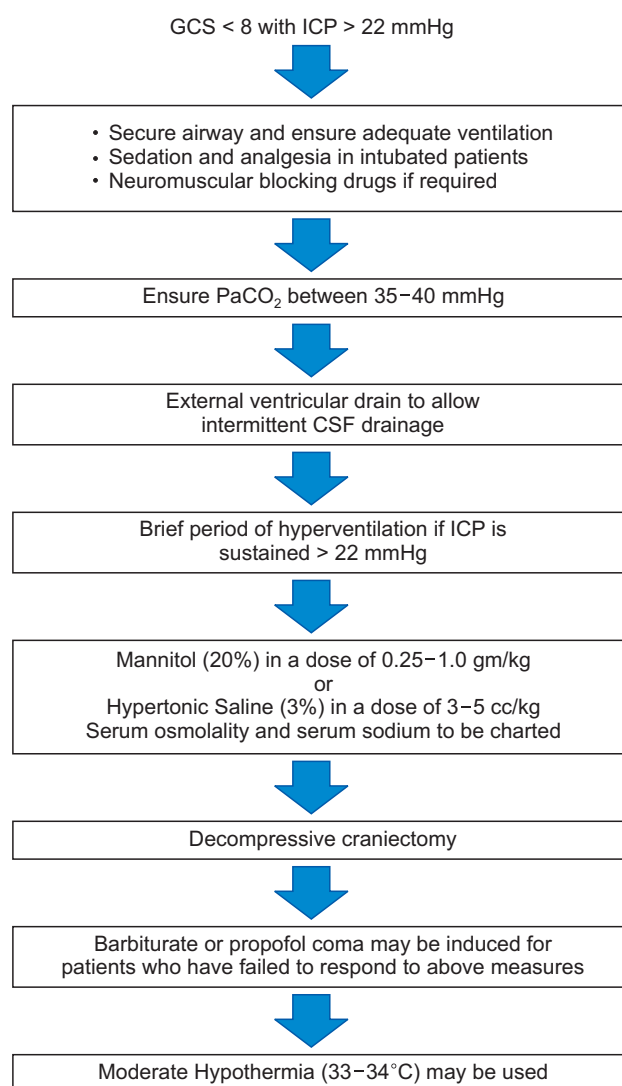 GCS < 8 with ICP > 22 mmHg
• Secure airway and ensure adequate ventilation
• Sedation and analgesia in intubated patients
• Neuromuscular blocking drugs if required
Ensure PaCO₂ between 35–40 mmHg
External ventricular drain to allow
intermittent CSF drainage
Brief period of hyperventilation if ICP is
sustained > 22 mmHg
Mannitol (20%) in a dose of 0.25–1.0 gm/kg
or
Hypertonic Saline (3%) in a dose of 3–5 cc/kg
Serum osmolality and serum sodium to be charted
Decompressive craniectomy
Barbiturate or propofol coma may be induced for
patients who have failed to respond to above measures
Moderate Hypothermia (33–34°C) may be used